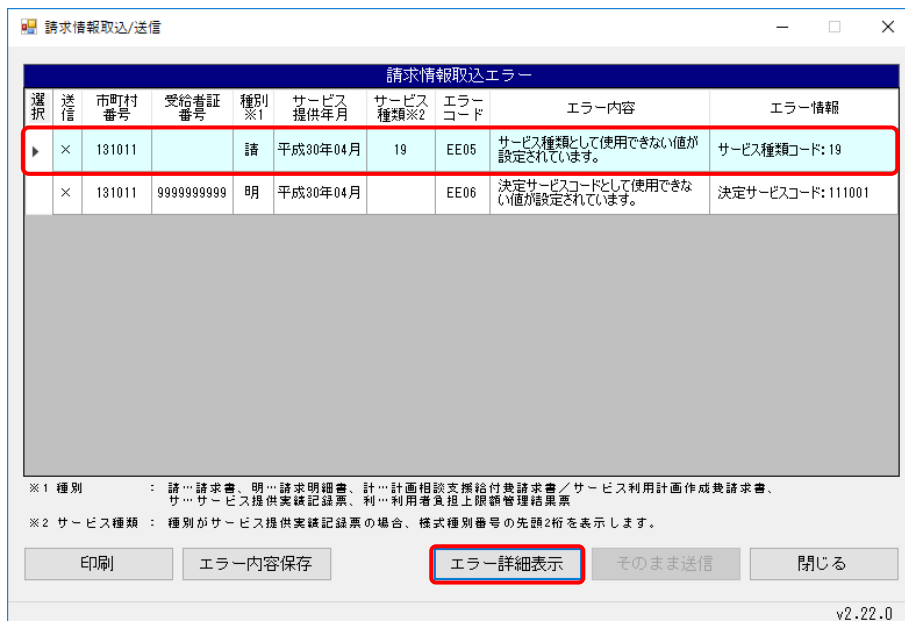 請求情報取込/送信
請求情報取込エラー
選択 送信 市町村番号 受給者証番号 種別※1 サービス提供年月 サービス種類※2 エラーコード エラー内容 エラー情報
× 131011 請 平成30年04月 19 EE05 サービス種類として使用できない値が設定されています。 サービス種類コード:19
× 131011 9999999999 明 平成30年04月 EE06 決定サービスコードとして使用できない値が設定されています。 決定サービスコード:111001
※1 種別 : 請…請求書、明…請求明細書、計…計画相談支援給付費請求書/サービス利用計画作成費請求書、
サ…サービス提供実績記録票、利…利用者負担上限額管理結果票
※2 サービス種類 : 種別がサービス提供実績記録票の場合、様式種別番号の先頭2桁を表示します。
印刷 エラー内容保存 エラー詳細表示 そのまま送信 閉じる
v2.22.0